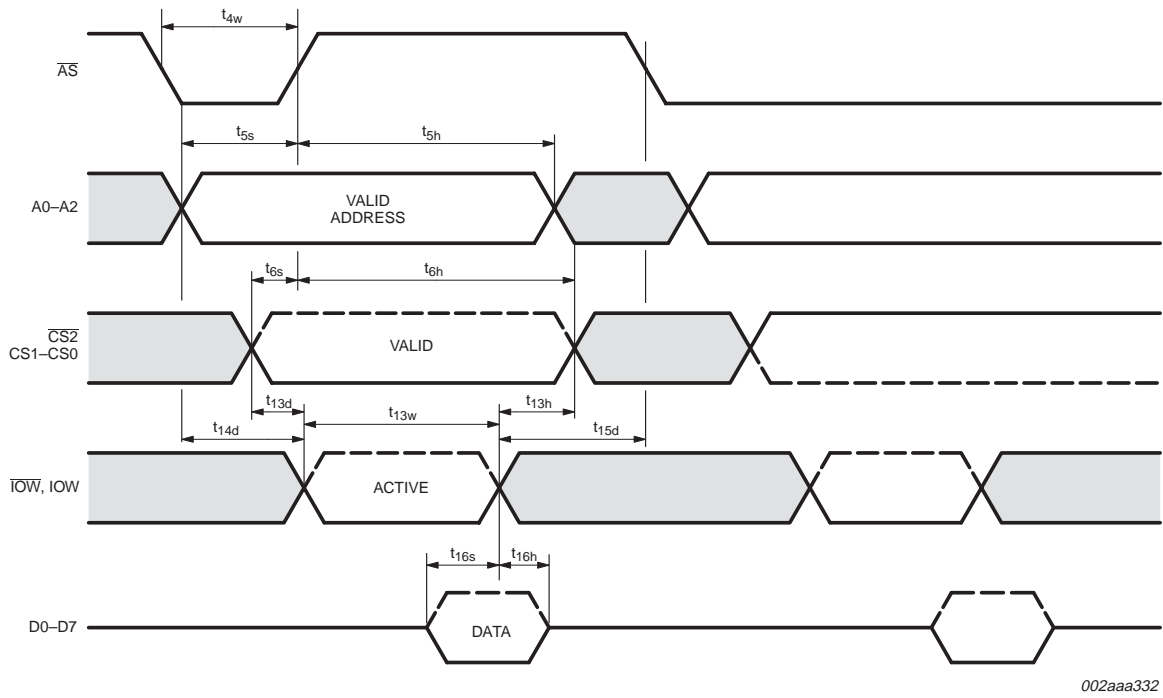 t4w
AS
t5s
t5h
A0–A2
VALID
ADDRESS
t6s
t6h
CS2
CS1–CS0
VALID
t13d
t13w
t13h
t14d
t15d
IOW, IOW
ACTIVE
t16s
t16h
D0–D7
DATA
002aaa332